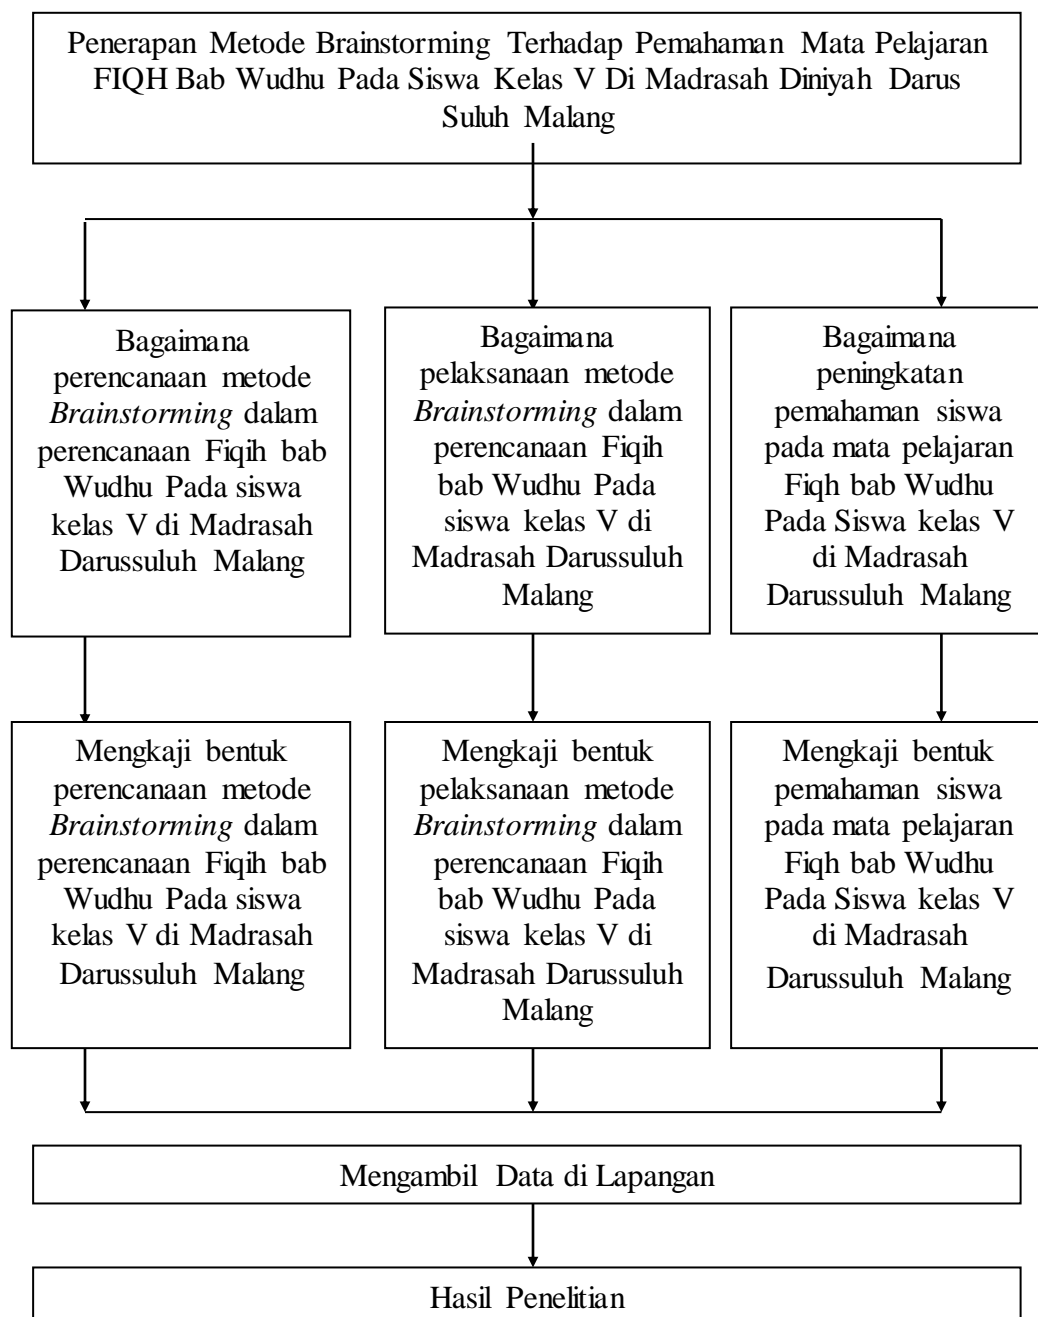 Penerapan Metode Brainstorming Terhadap Pemahaman Mata Pelajaran
FIQH Bab Wudhu Pada Siswa Kelas V Di Madrasah Diniyah Darus
Suluh Malang
Bagaimana
perencanaan metode
Brainstorming dalam
perencanaan Fiqih bab
Wudhu Pada siswa
kelas V di Madrasah
Darussuluh Malang
Bagaimana
pelaksanaan metode
Brainstorming dalam
perencanaan Fiqih
bab Wudhu Pada
siswa kelas V di
Madrasah Darussuluh
Malang
Bagaimana
peningkatan
pemahaman siswa
pada mata pelajaran
Fiqh bab Wudhu
Pada Siswa kelas V
di Madrasah
Darussuluh Malang
Mengkaji bentuk
perencanaan metode
Brainstorming dalam
perencanaan Fiqih bab
Wudhu Pada siswa
kelas V di Madrasah
Darussuluh Malang
Mengkaji bentuk
pelaksanaan metode
Brainstorming dalam
perencanaan Fiqih
bab Wudhu Pada
siswa kelas V di
Madrasah Darussuluh
Malang
Mengkaji bentuk
pemahaman siswa
pada mata pelajaran
Fiqh bab Wudhu
Pada Siswa kelas V
di Madrasah
Darussuluh Malang
Mengambil Data di Lapangan
Hasil Penelitian